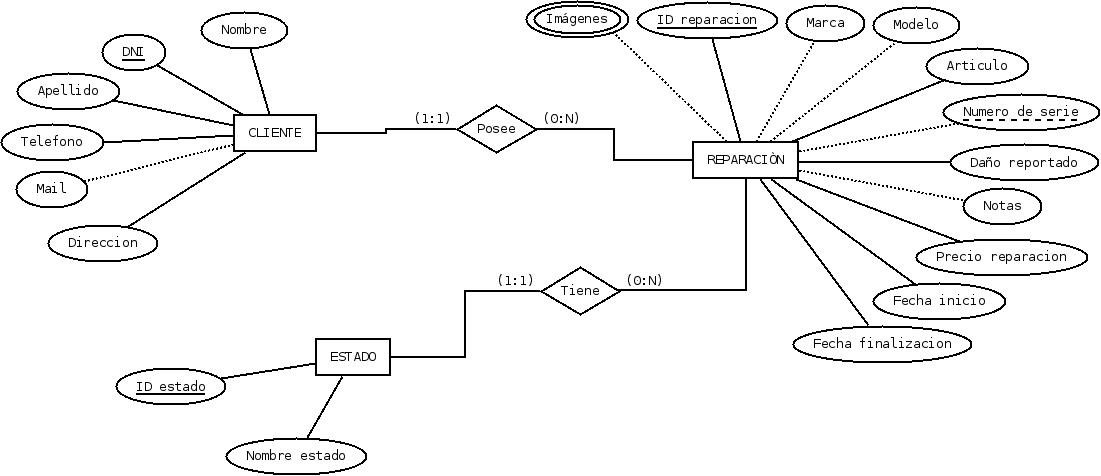 Imágenes
ID reparacion
Marca
Modelo
Nombre
DNI
Articulo
Apellido
Numero de serie
(1:1)
Posee
(0:N)
CLIENTE
Telefono
REPARACIÒN
Daño reportado
Mail
Notas
Direccion
Precio reparacion
(1:1)
Tiene
(0:N)
Fecha inicio
Fecha finalizacion
ESTADO
ID estado
Nombre estado